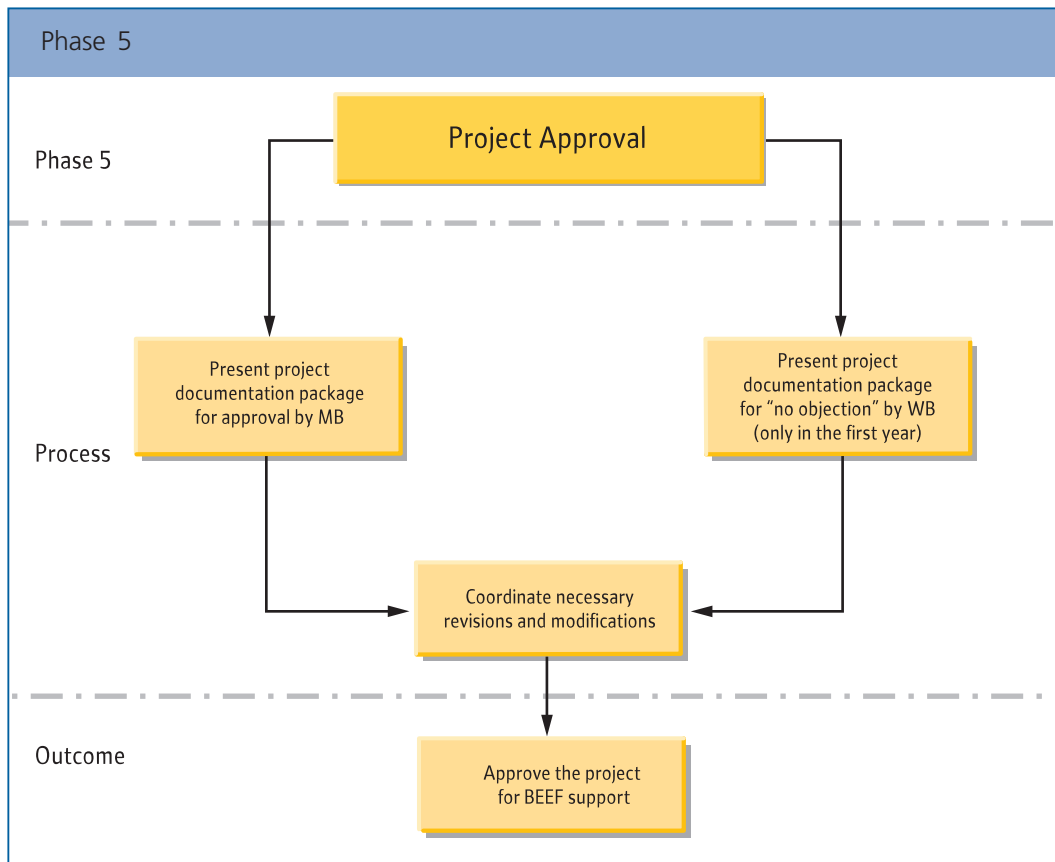 Phase 5
Project Approval
Phase 5
Present project
documentation package
for approval by MB
Present project
documentation package
for “no objection” by WB
(only in the first year)
Process
Coordinate necessary
revisions and modifications
Outcome
Approve the project
for BEEF support